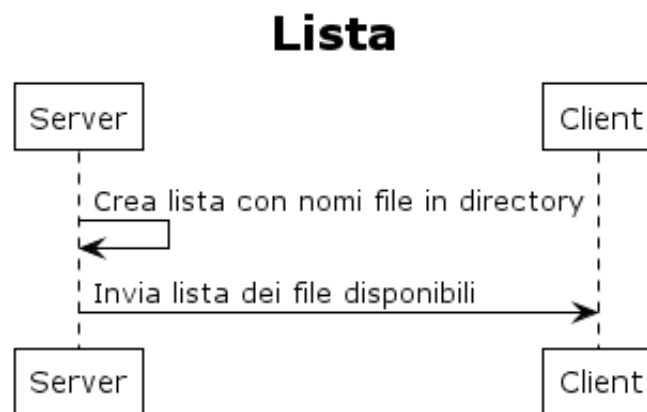 Lista
Server
Client
Crea lista con nomi file in directory
Invia lista dei file disponibili
Server
Client